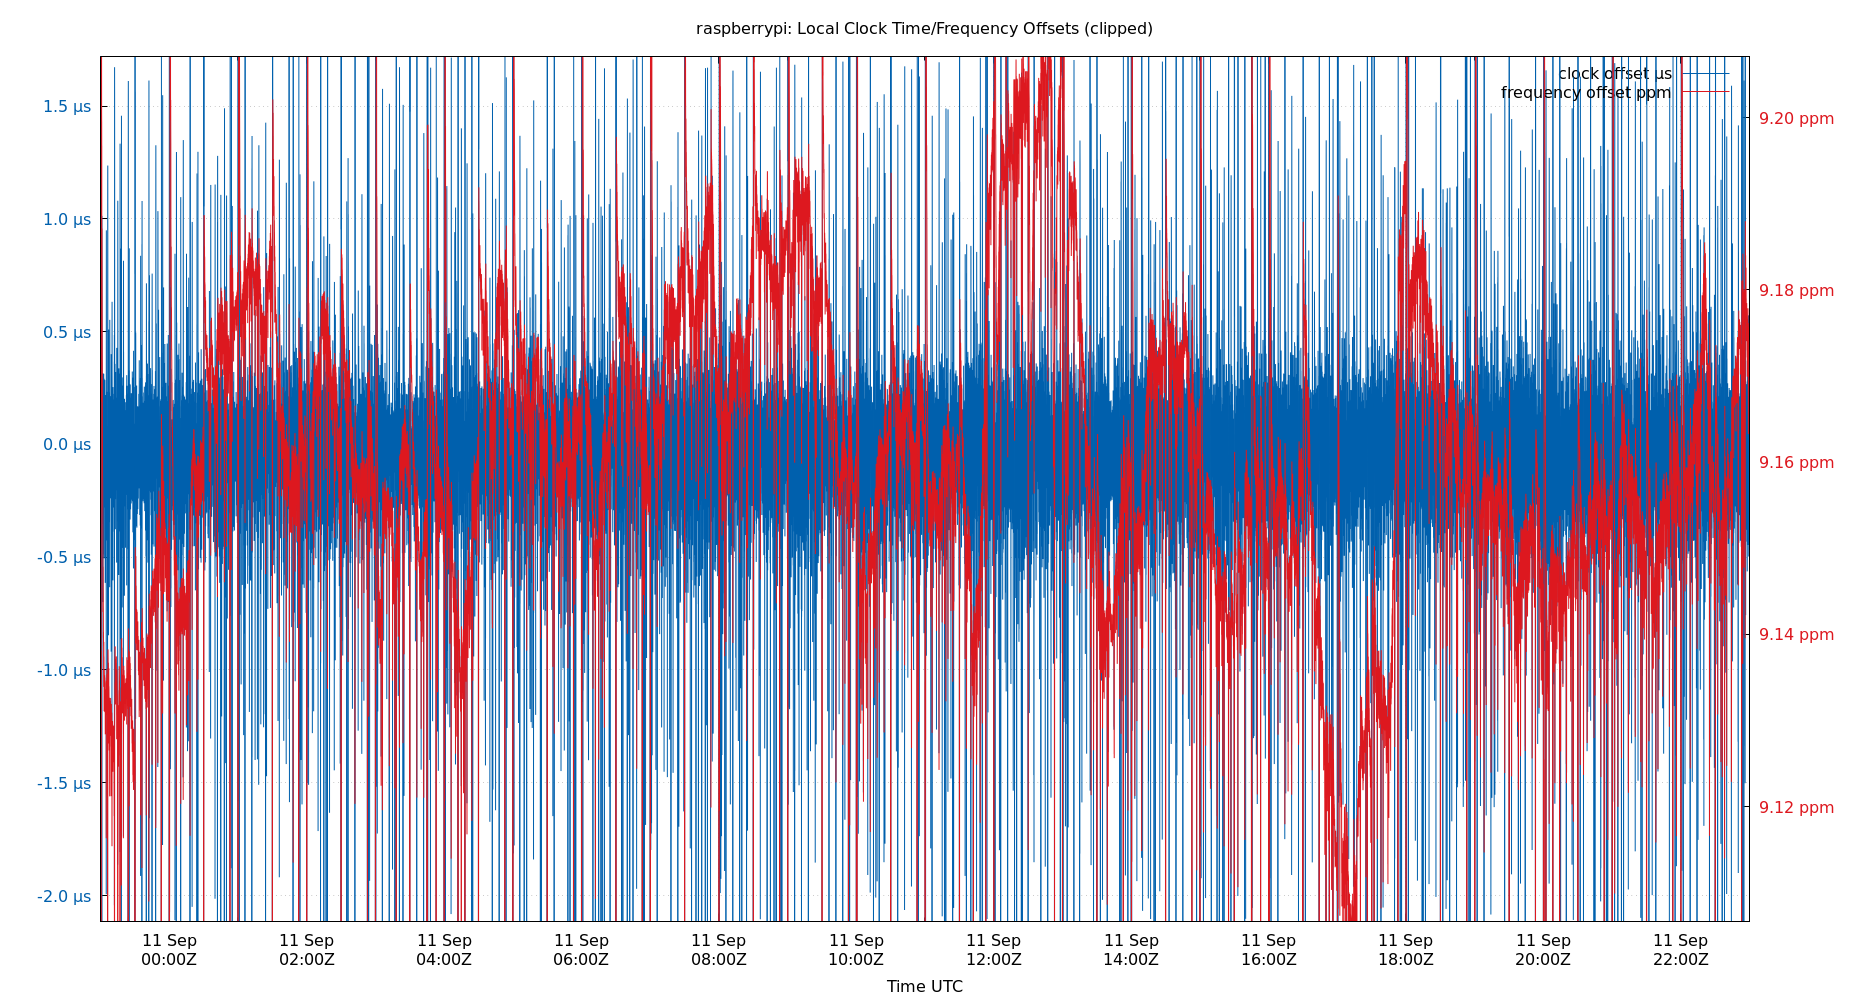 raspberrypi: Local Clock Time/Frequency Offsets (clipped)
clock offset µs
frequency offset ppm
1.5 µs
1.0 µs
0.5 µs
0.0 µs
-0.5 µs
-1.0 µs
-1.5 µs
-2.0 µs
9.20 ppm
9.18 ppm
9.16 ppm
9.14 ppm
9.12 ppm
11 Sep 11 Sep 11 Sep 11 Sep 11 Sep 11 Sep 11 Sep 11 Sep 11 Sep 11 Sep 11 Sep 11 Sep
00:00Z 02:00Z 04:00Z 06:00Z 08:00Z 10:00Z 12:00Z 14:00Z 16:00Z 18:00Z 20:00Z 22:00Z
Time UTC